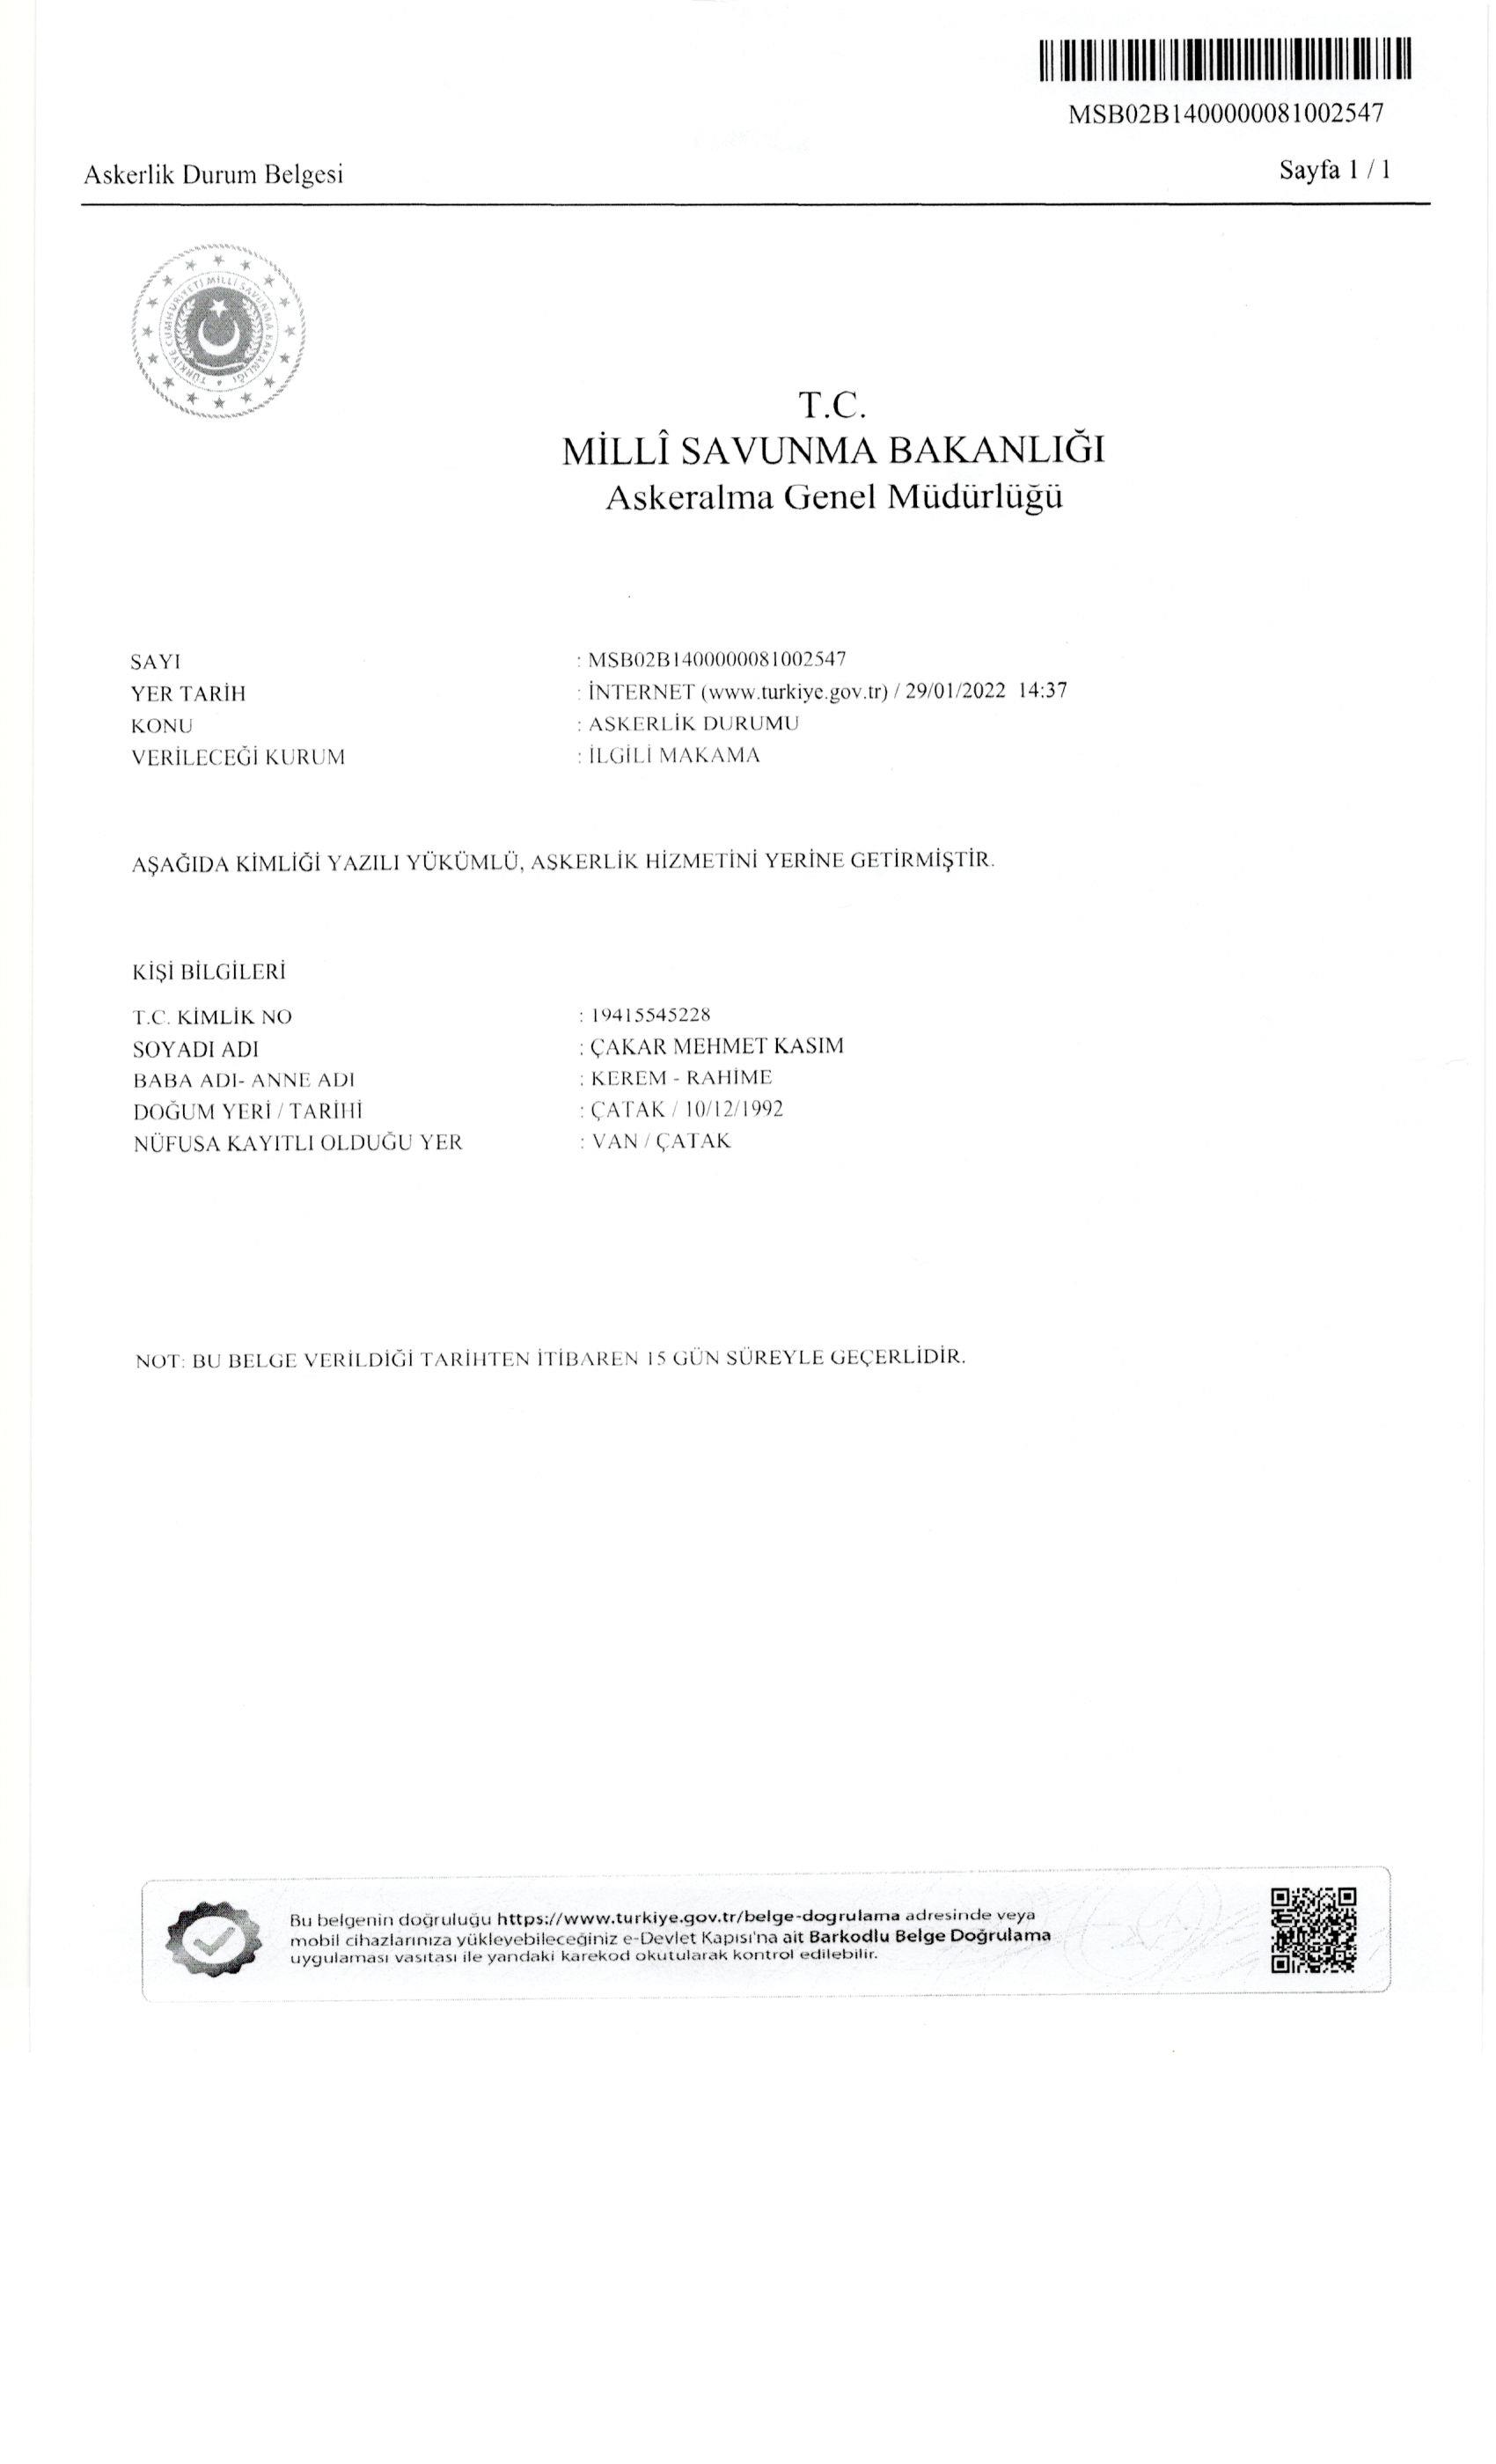 MSB02B1400000081002547
Askerlik Durum Belgesi
Sayfa 1 / 1
TÜRKİYE CUMHURİYETİ MİLLİ SAVUNMA BAKANLIĞI
T.C.
MİLLÎ SAVUNMA BAKANLIĞI
Askeralma Genel Müdürlüğü
SAYI : MSB02B1400000081002547
YER TARİH : İNTERNET (www.turkiye.gov.tr) / 29/01/2022 14:37
KONU : ASKERLİK DURUMU
VERİLECEĞİ KURUM : İLGİLİ MAKAMA
AŞAĞIDA KİMLİĞİ YAZILI YÜKÜMLÜ, ASKERLİK HİZMETİNİ YERİNE GETİRMİŞTİR.
KİŞİ BİLGİLERİ
T.C. KİMLİK NO : 19415545228
SOYADI ADI : ÇAKAR MEHMET KASIM
BABA ADI- ANNE ADI : KEREM - RAHİME
DOĞUM YERİ / TARİHİ : ÇATAK / 10/12/1992
NÜFUSA KAYITLI OLDUĞU YER : VAN / ÇATAK
NOT: BU BELGE VERİLDİĞİ TARİHTEN İTİBAREN 15 GÜN SÜREYLE GEÇERLİDİR.
Bu belgenin doğruluğu https://www.turkiye.gov.tr/belge-dogrulama adresinde veya
mobil cihazlarınıza yükleyebileceğiniz e-Devlet Kapısı'na ait Barkodlu Belge Doğrulama
uygulaması vasıtası ile yandaki karekod okutularak kontrol edilebilir.